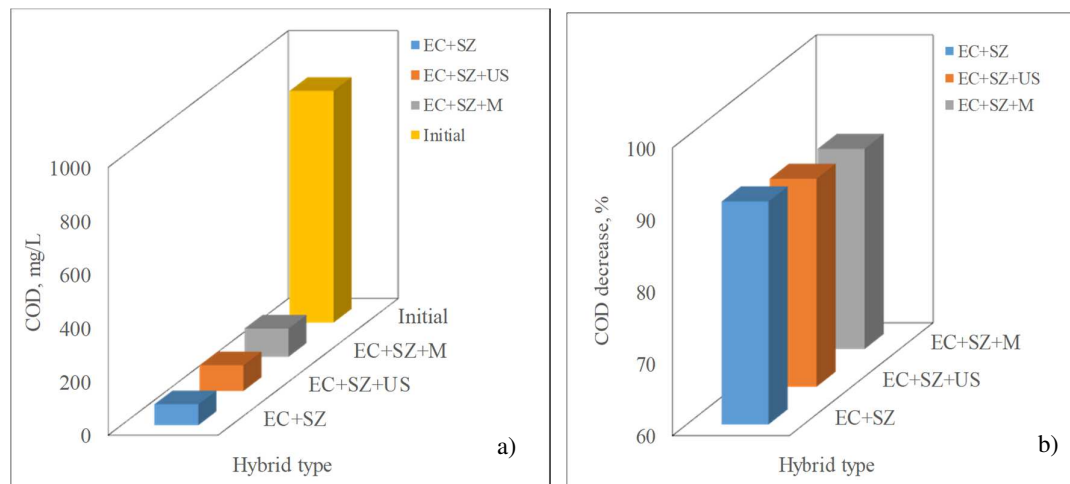 EC+SZ
EC+SZ+US
EC+SZ+M
Initial
1000
800
600
400
200
0
COD, mg/L
Initial
EC+SZ+M
EC+SZ+US
EC+SZ
Hybrid type
a)
EC+SZ
EC+SZ+US
EC+SZ+M
100
90
80
70
60
COD decrease, %
EC+SZ+M
EC+SZ+US
EC+SZ
Hybrid type
b)